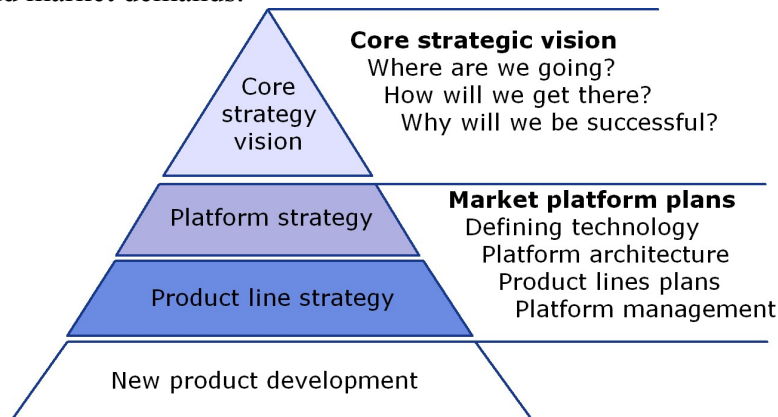 market demands.
Core
strategy
vision
Core strategic vision
Where are we going?
How will we get there?
Why will we be successful?
Platform strategy
Product line strategy
Market platform plans
Defining technology
Platform architecture
Product lines plans
Platform management
New product development